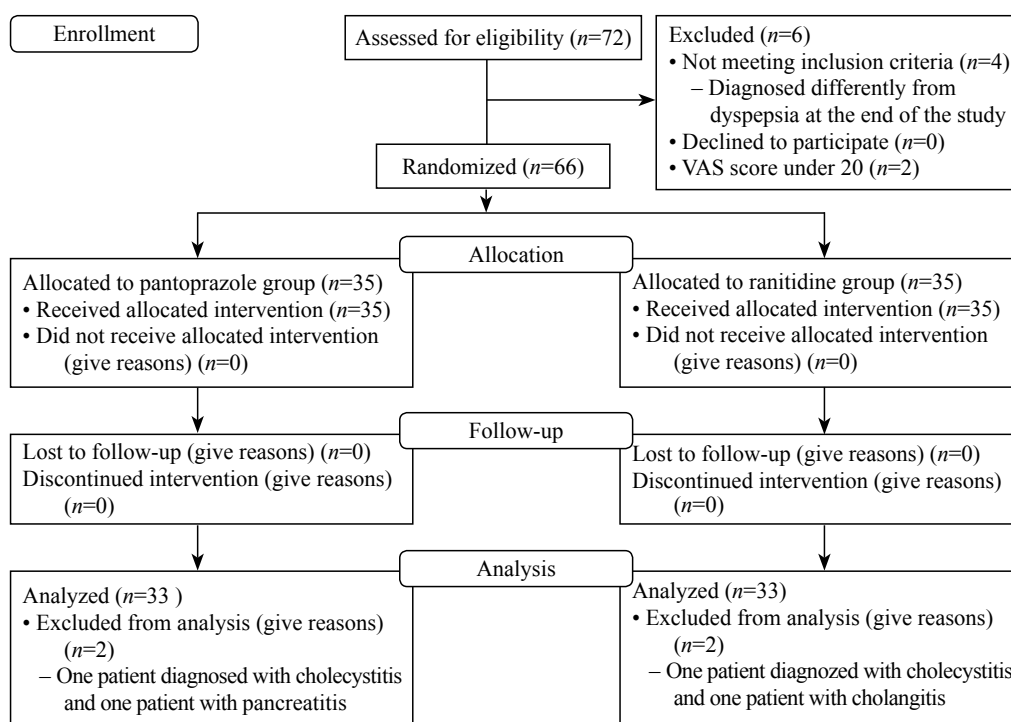 Enrollment
Assessed for eligibility (n=72)
Excluded (n=6)
• Not meeting inclusion criteria (n=4)
– Diagnosed differently from
dyspepsia at the end of the study
• Declined to participate (n=0)
• VAS score under 20 (n=2)
Randomized (n=66)
Allocation
Allocated to pantoprazole group (n=35)
• Received allocated intervention (n=35)
• Did not receive allocated intervention
(give reasons) (n=0)
Allocated to ranitidine group (n=35)
• Received allocated intervention (n=35)
• Did not receive allocated intervention
(give reasons) (n=0)
Follow-up
Lost to follow-up (give reasons) (n=0)
Discontinued intervention (give reasons)
(n=0)
Lost to follow-up (give reasons) (n=0)
Discontinued intervention (give reasons)
(n=0)
Analysis
Analyzed (n=33 )
• Excluded from analysis (give reasons)
(n=2)
– One patient diagnosed with cholecystitis
and one patient with pancreatitis
Analyzed (n=33)
• Excluded from analysis (give reasons)
(n=2)
– One patient diagnozed with cholecystitis
and one patient with cholangitis